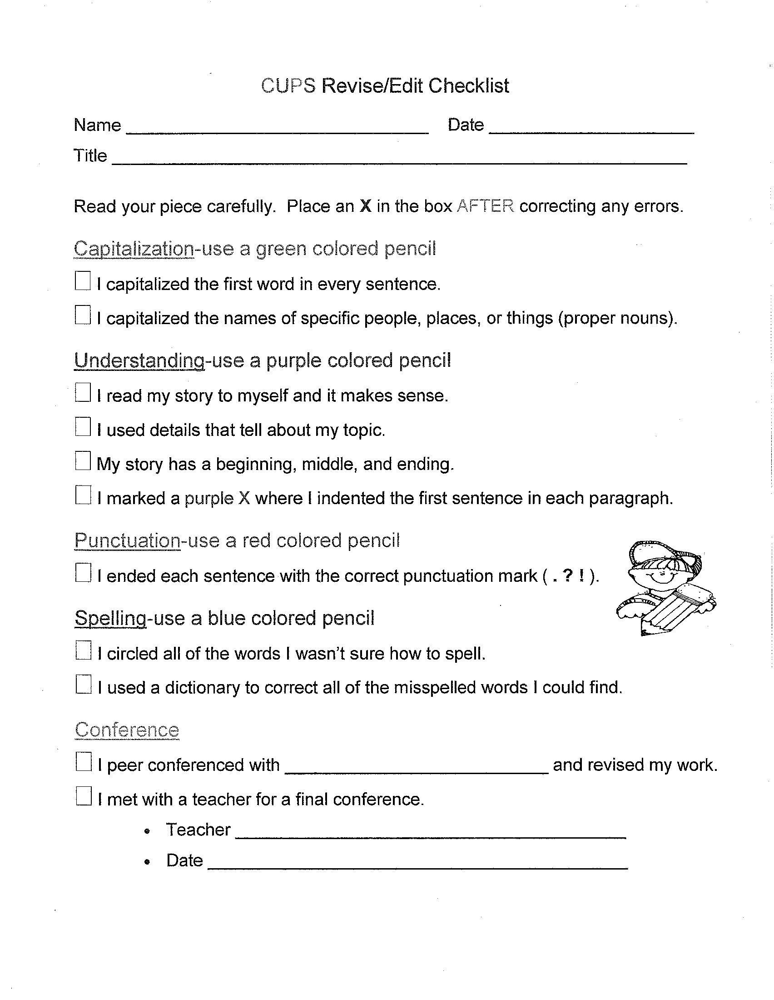 CUPS Revise/Edit Checklist
Name Date
Title
Read your piece carefully. Place an X in the box AFTER correcting any errors.
Capitalization-use a green colored pencil
I capitalized the first word in every sentence.
I capitalized the names of specific people, places, or things (proper nouns).
Understanding-use a purple colored pencil
I read my story to myself and it makes sense.
I used details that tell about my topic.
My story has a beginning, middle, and ending.
I marked a purple X where I indented the first sentence in each paragraph.
Punctuation-use a red colored pencil
I ended each sentence with the correct punctuation mark ( . ? ! ).
Spelling-use a blue colored pencil
I circled all of the words I wasn't sure how to spell.
I used a dictionary to correct all of the misspelled words I could find.
Conference
I peer conferenced with and revised my work.
I met with a teacher for a final conference.
• Teacher
• Date